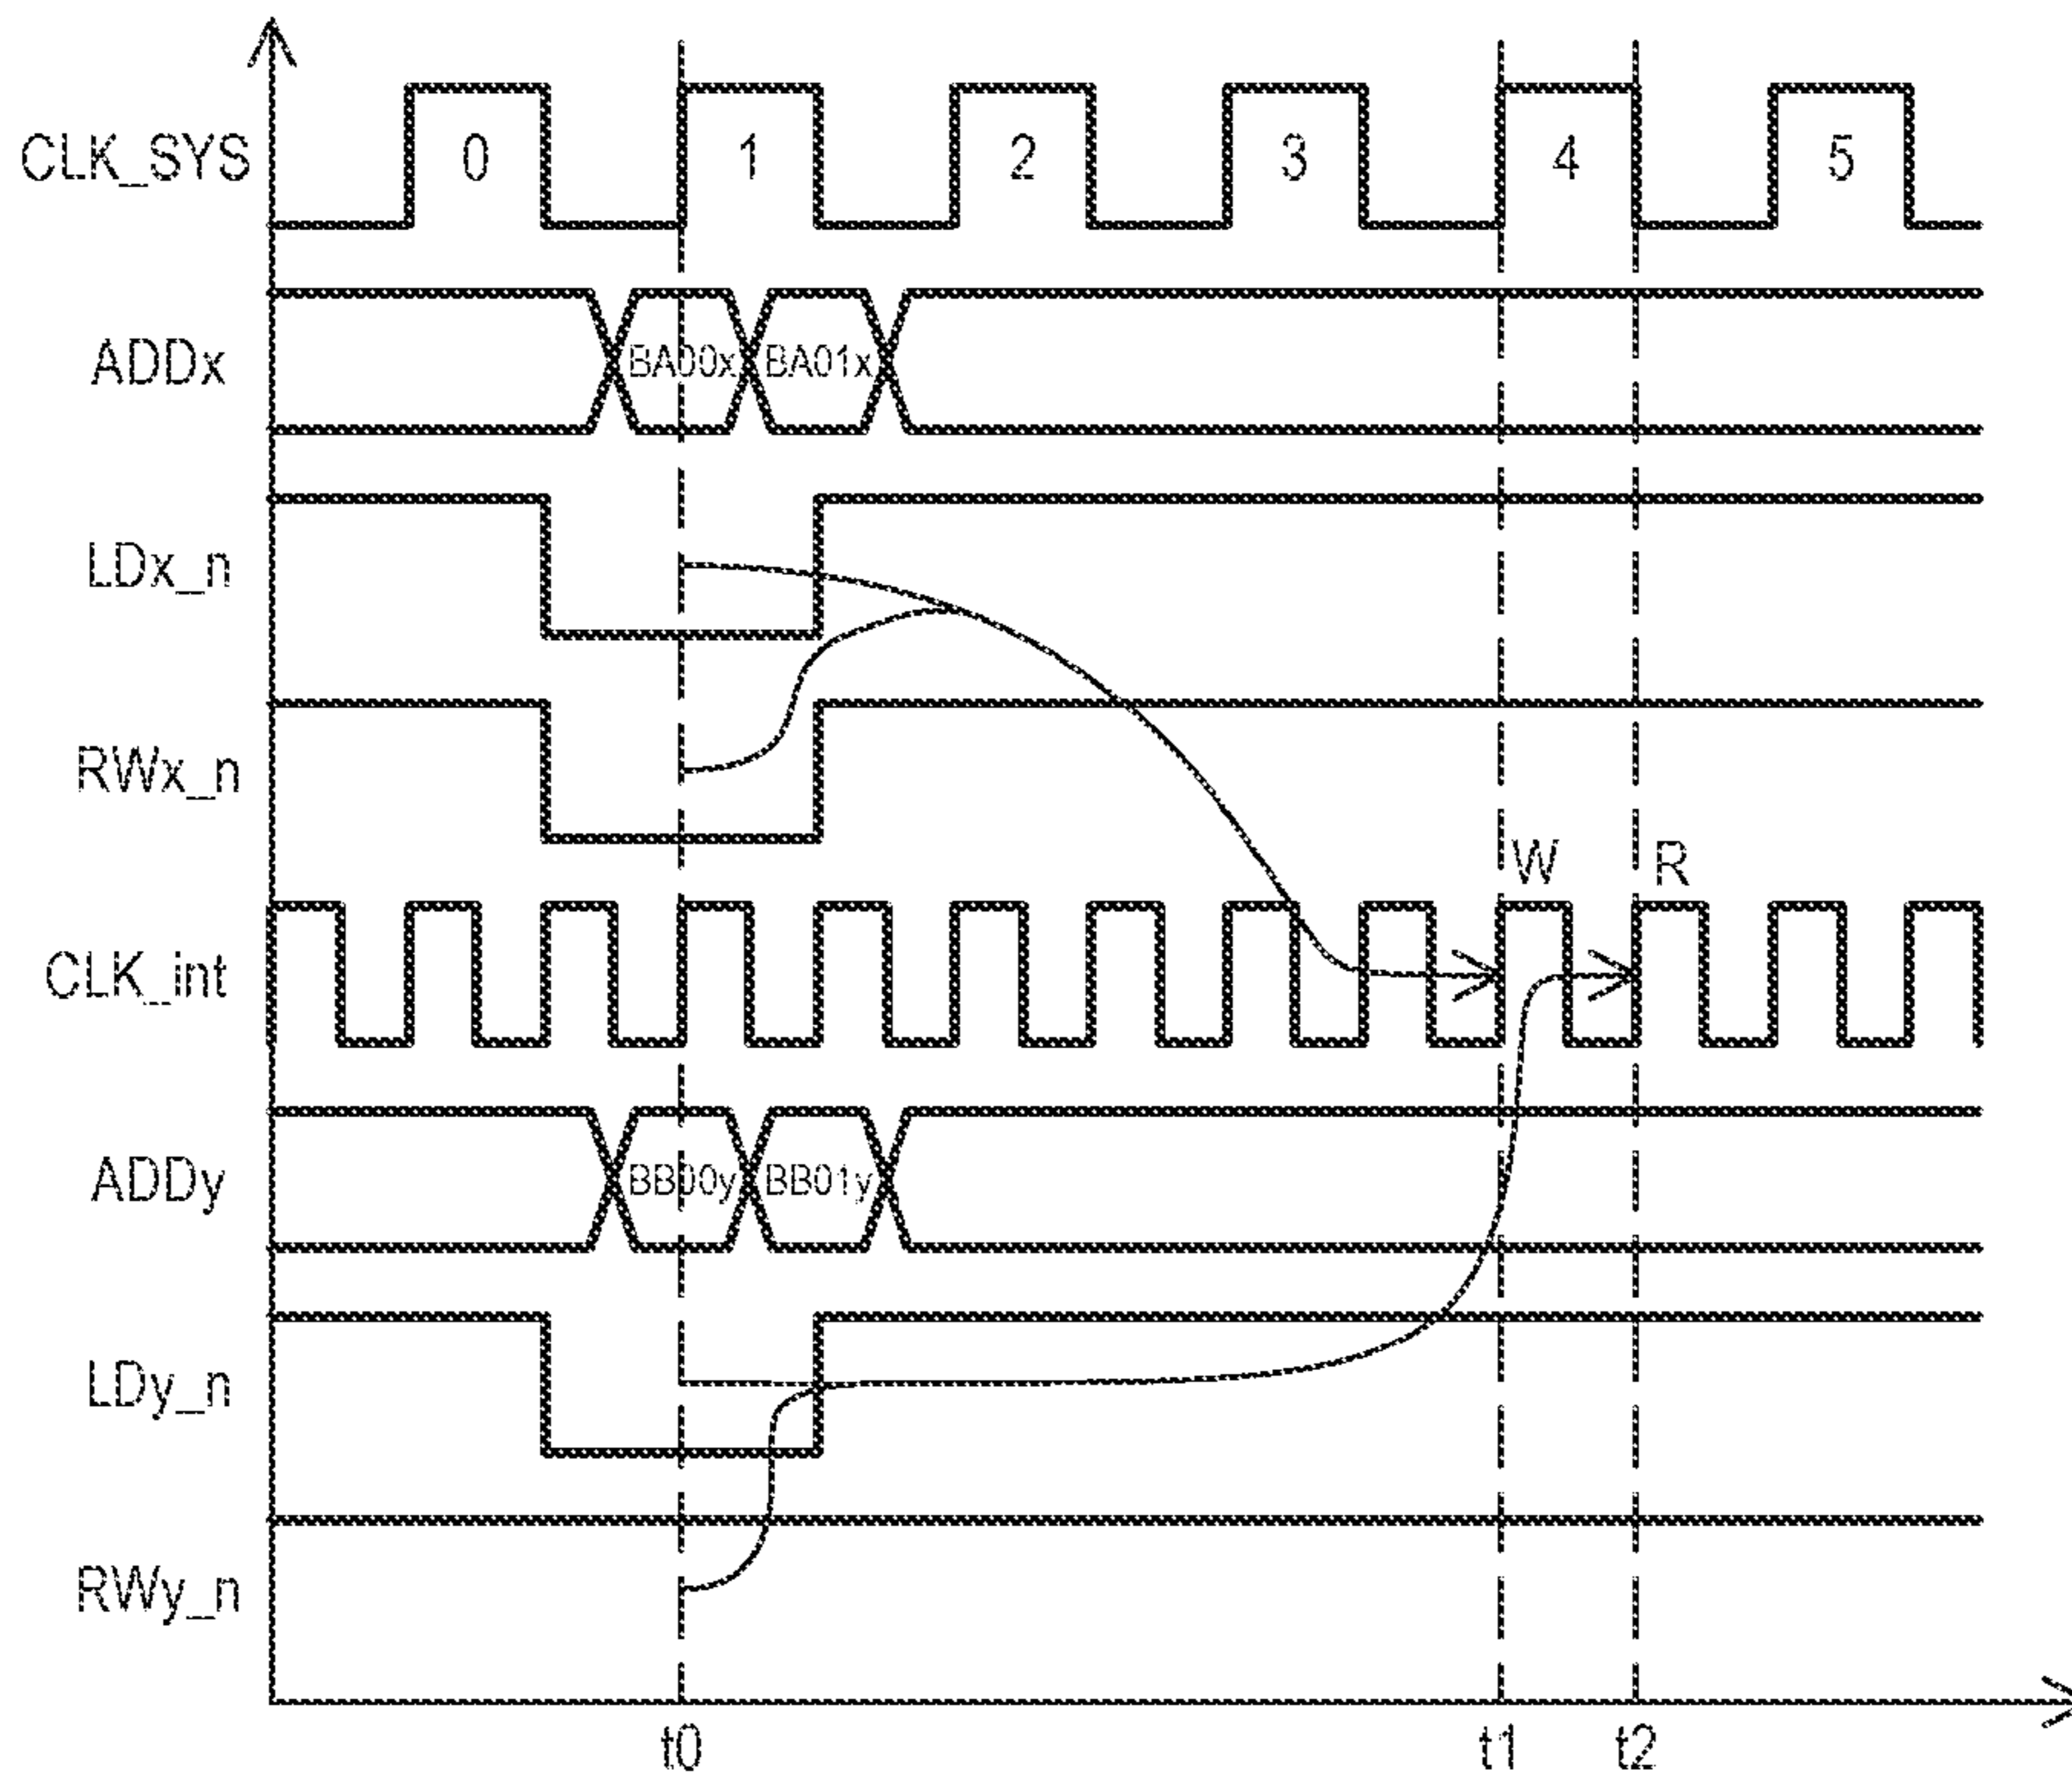 CLK_SYS 0 1 2 3 4 5
ADDx BA00x BA01x
LDx_n
RWx_n
W R
CLK_int
ADDy BB00y BB01y
LDy_n
RWy_n
t0 t1 t2